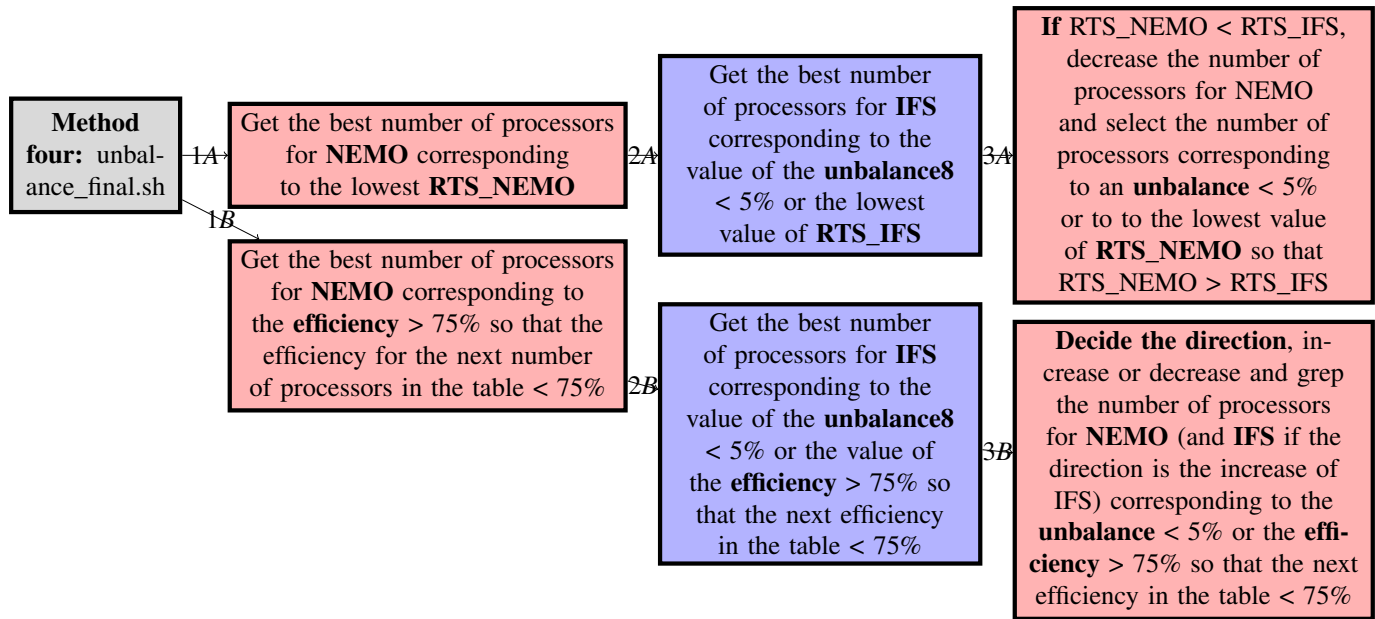 Method
four: unbal-
ance_final.sh
1A
Get the best number of processors
for NEMO corresponding
to the lowest RTS_NEMO
2A
Get the best number
of processors for IFS
corresponding to the
value of the unbalance8
< 5% or the lowest
value of RTS_IFS
3A
If RTS_NEMO < RTS_IFS,
decrease the number of
processors for NEMO
and select the number of
processors corresponding
to an unbalance < 5%
or to to the lowest value
of RTS_NEMO so that
RTS_NEMO > RTS_IFS
1B
Get the best number of processors
for NEMO corresponding to
the efficiency > 75% so that the
efficiency for the next number
of processors in the table < 75%
2B
Get the best number
of processors for IFS
corresponding to the
value of the unbalance8
< 5% or the value of
the efficiency > 75% so
that the next efficiency
in the table < 75%
3B
Decide the direction, in-
crease or decrease and grep
the number of processors
for NEMO (and IFS if the
direction is the increase of
IFS) corresponding to the
unbalance < 5% or the effi-
ciency > 75% so that the next
efficiency in the table < 75%